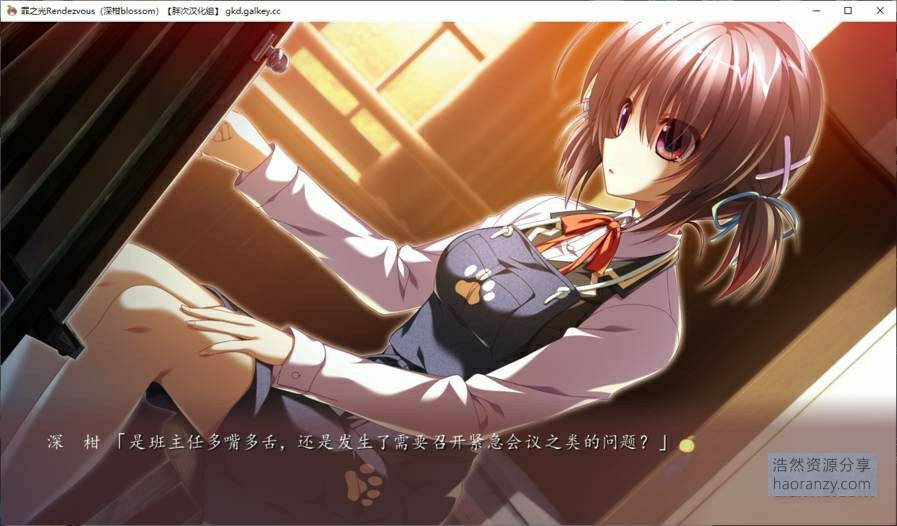 霏之光Rendezvous（深柑blossom）【胖次汉化组】 gkd.galkey.cc
深　柑「是班主任多嘴多舌，还是发生了需要召开紧急会议之类的问题？」
浩然资源分享
haoranzy.com